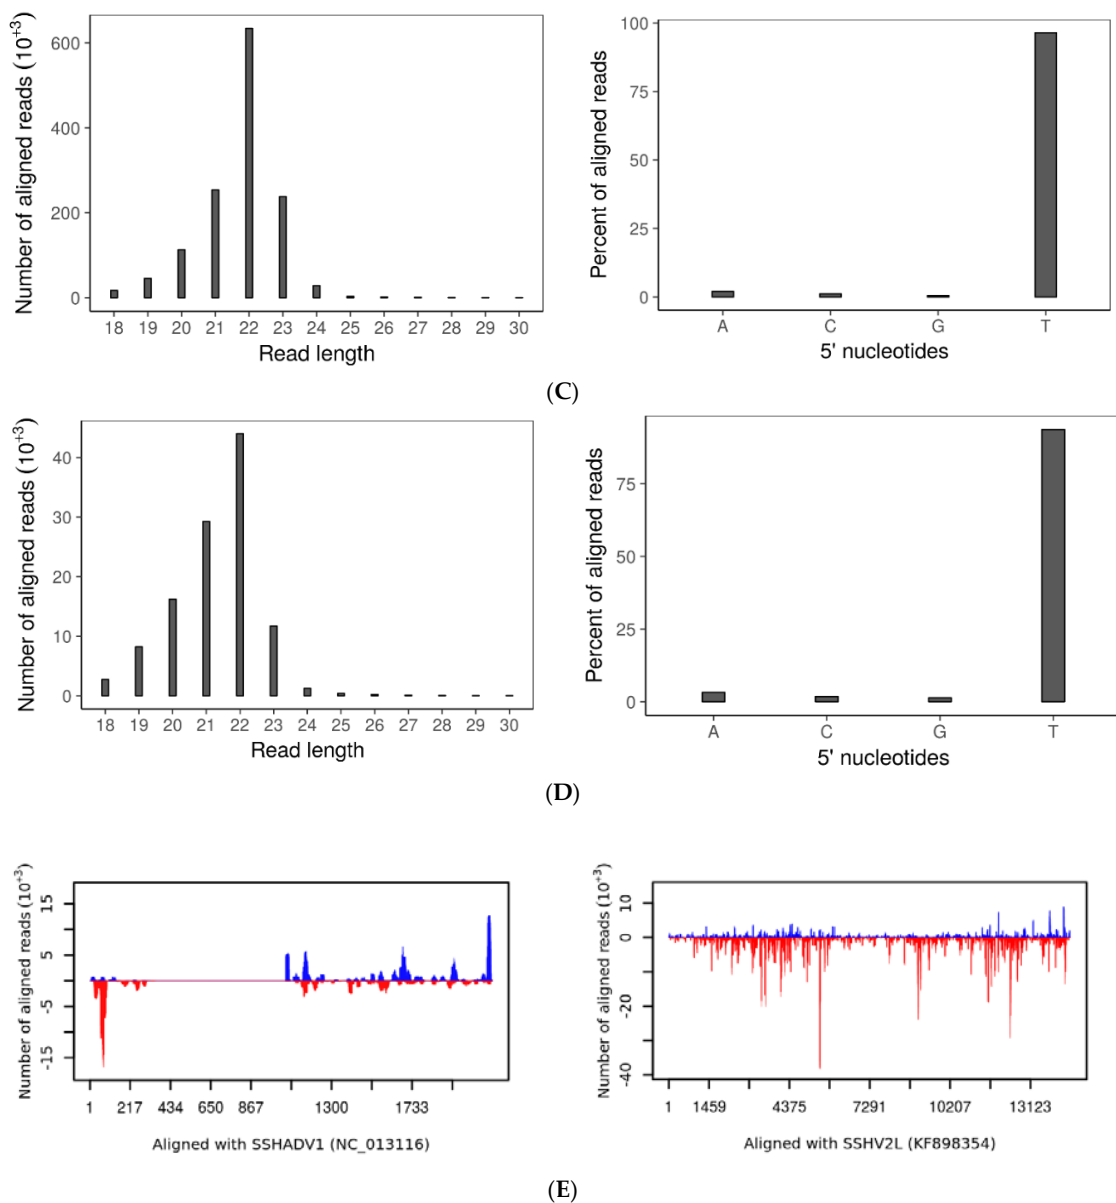 Number of aligned reads (10+3)
600
400
200
0
18 19 20 21 22 23 24 25 26 27 28 29 30
Read length
Percent of aligned reads
100
75
50
25
0
A C G T
5' nucleotides
(C)
Number of aligned reads (10+3)
40
30
20
10
0
18 19 20 21 22 23 24 25 26 27 28 29 30
Read length
Percent of aligned reads
75
50
25
0
A C G T
5' nucleotides
(D)
Number of aligned reads (10+3)
15
5
-5
-15
1 217 434 650 867 1300 1733
Aligned with SSHADV1 (NC_013116)
Number of aligned reads (10+3)
10
0
-20
-40
1 1459 4375 7291 10207 13123
Aligned with SSHV2L (KF898354)
(E)